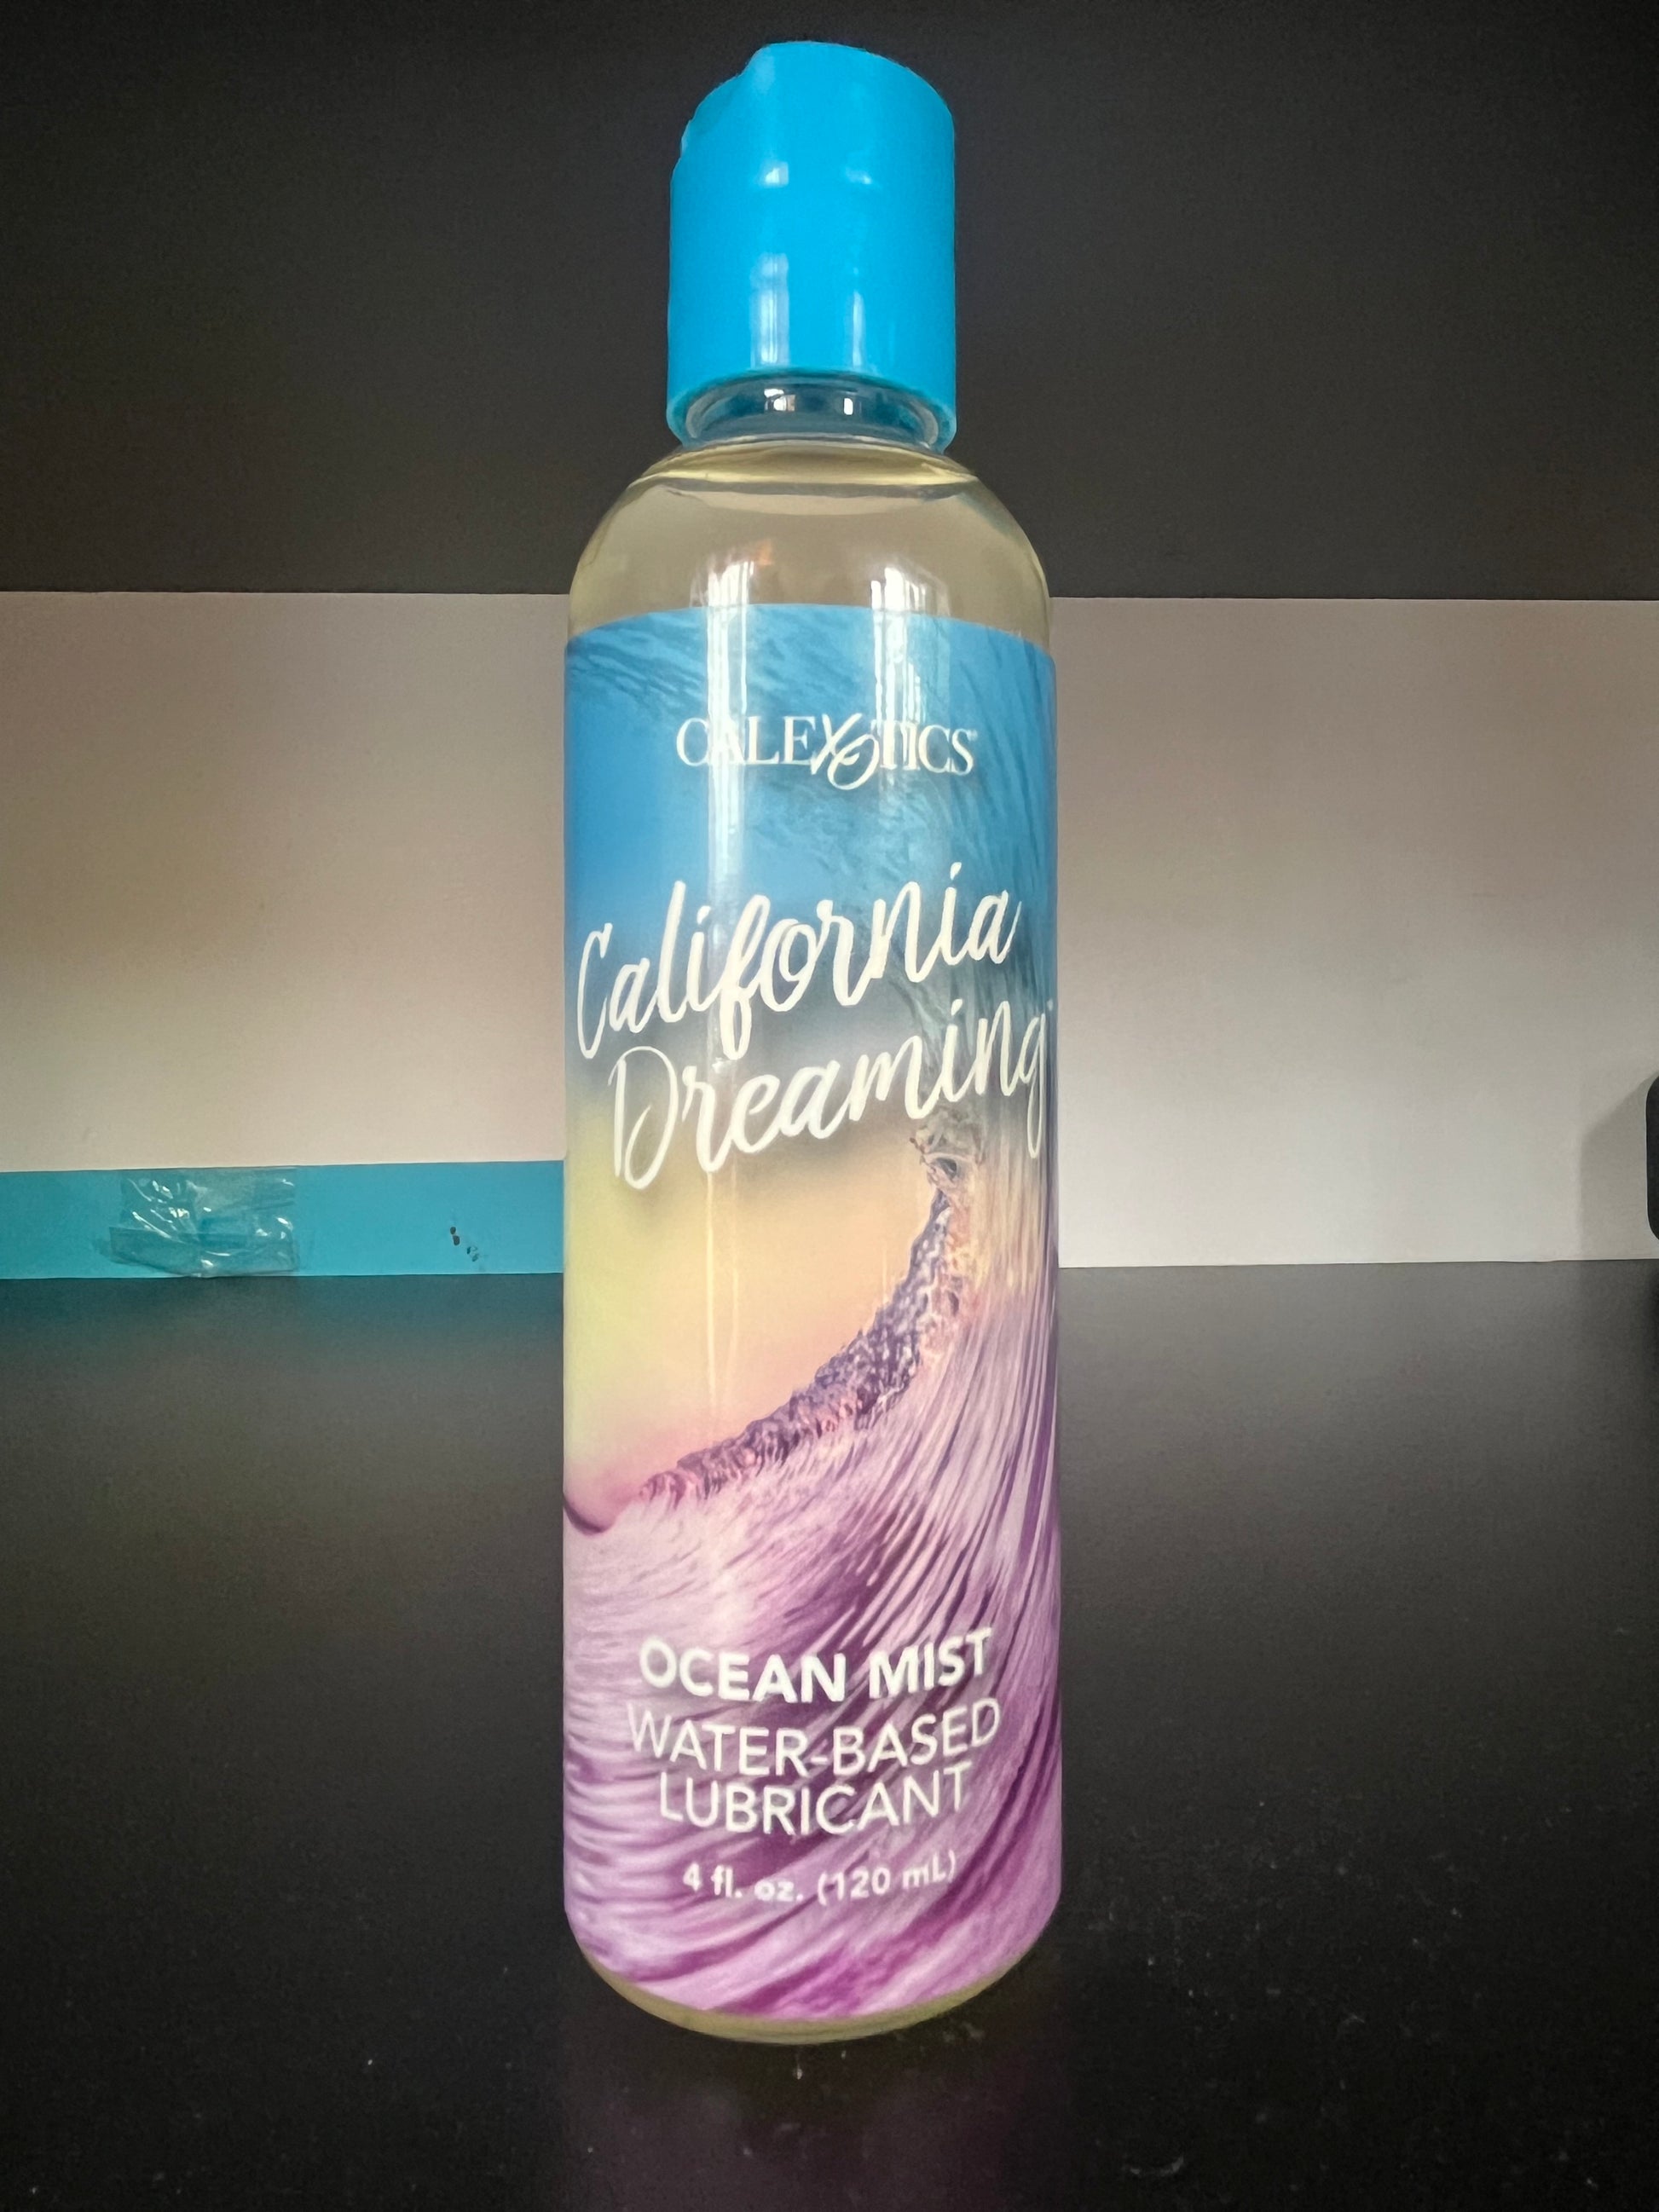 CALEXOTICS
California
Dreaming
OCEAN MIST
WATER-BASED
LUBRICANT
4 fl. oz. (120 mL)